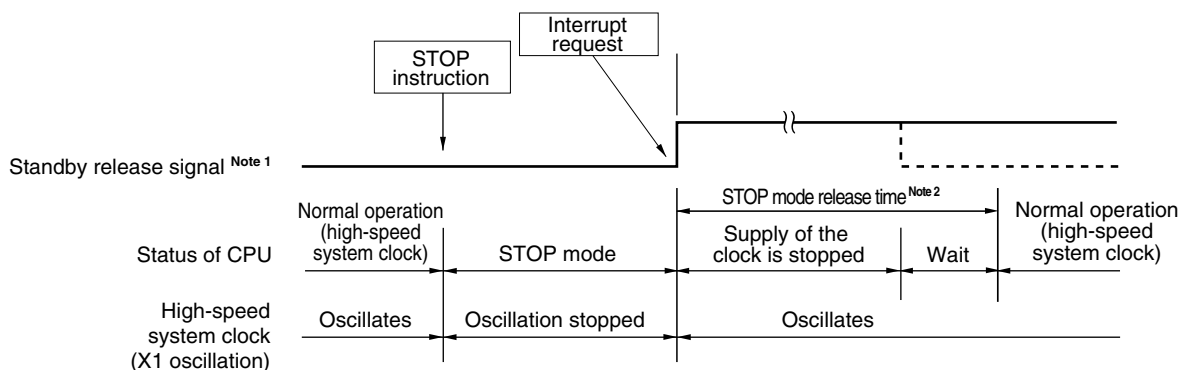 Interrupt
request
STOP
instruction
Standby release signal Note 1
STOP mode release time Note 2
Normal operation
(high-speed
system clock)
Normal operation
(high-speed
system clock)
Status of CPU
STOP mode
Supply of the
clock is stopped
Wait
High-speed
system clock
(X1 oscillation)
Oscillates
Oscillation stopped
Oscillates